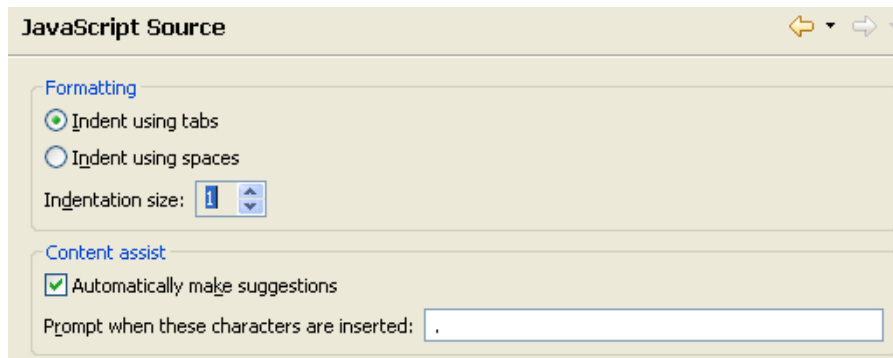 JavaScript Source
Formatting
Indent using tabs
Indent using spaces
Indentation size: 1
Content assist
Automatically make suggestions
Prompt when these characters are inserted: .